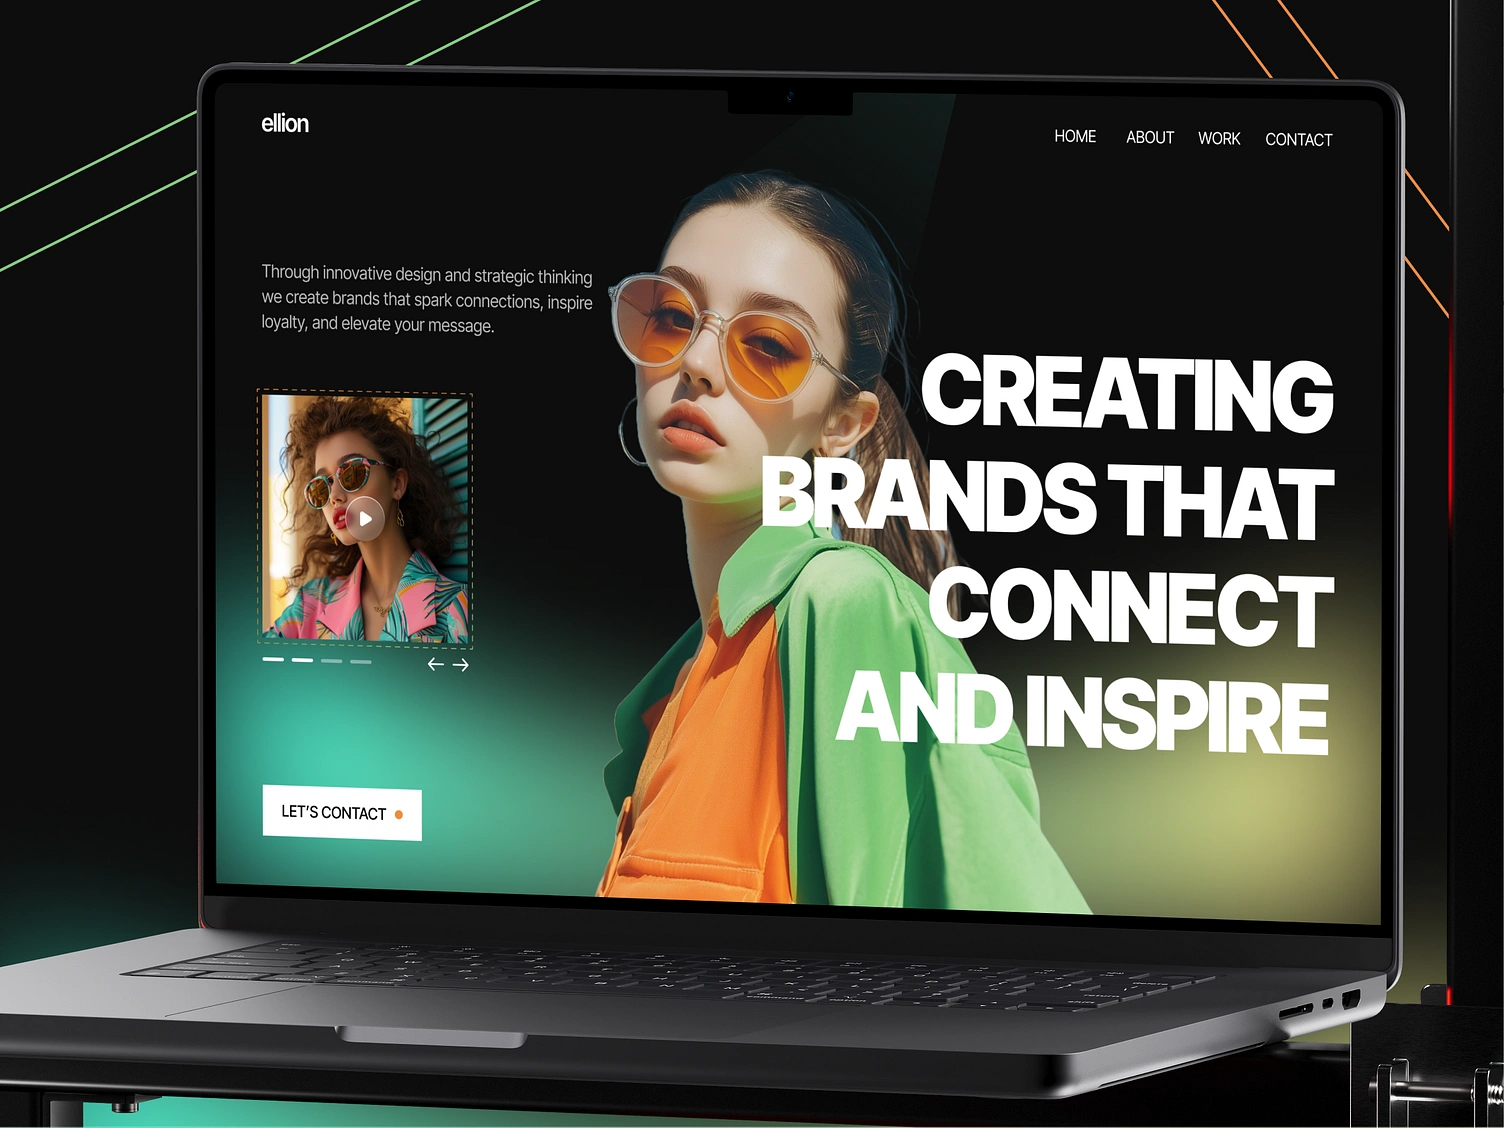 ellion
HOME ABOUT WORK CONTACT
Through innovative design and strategic thinking
we create brands that spark connections, inspire
loyalty, and elevate your message.
CREATING
BRANDS THAT
CONNECT
AND INSPIRE
LET'S CONTACT